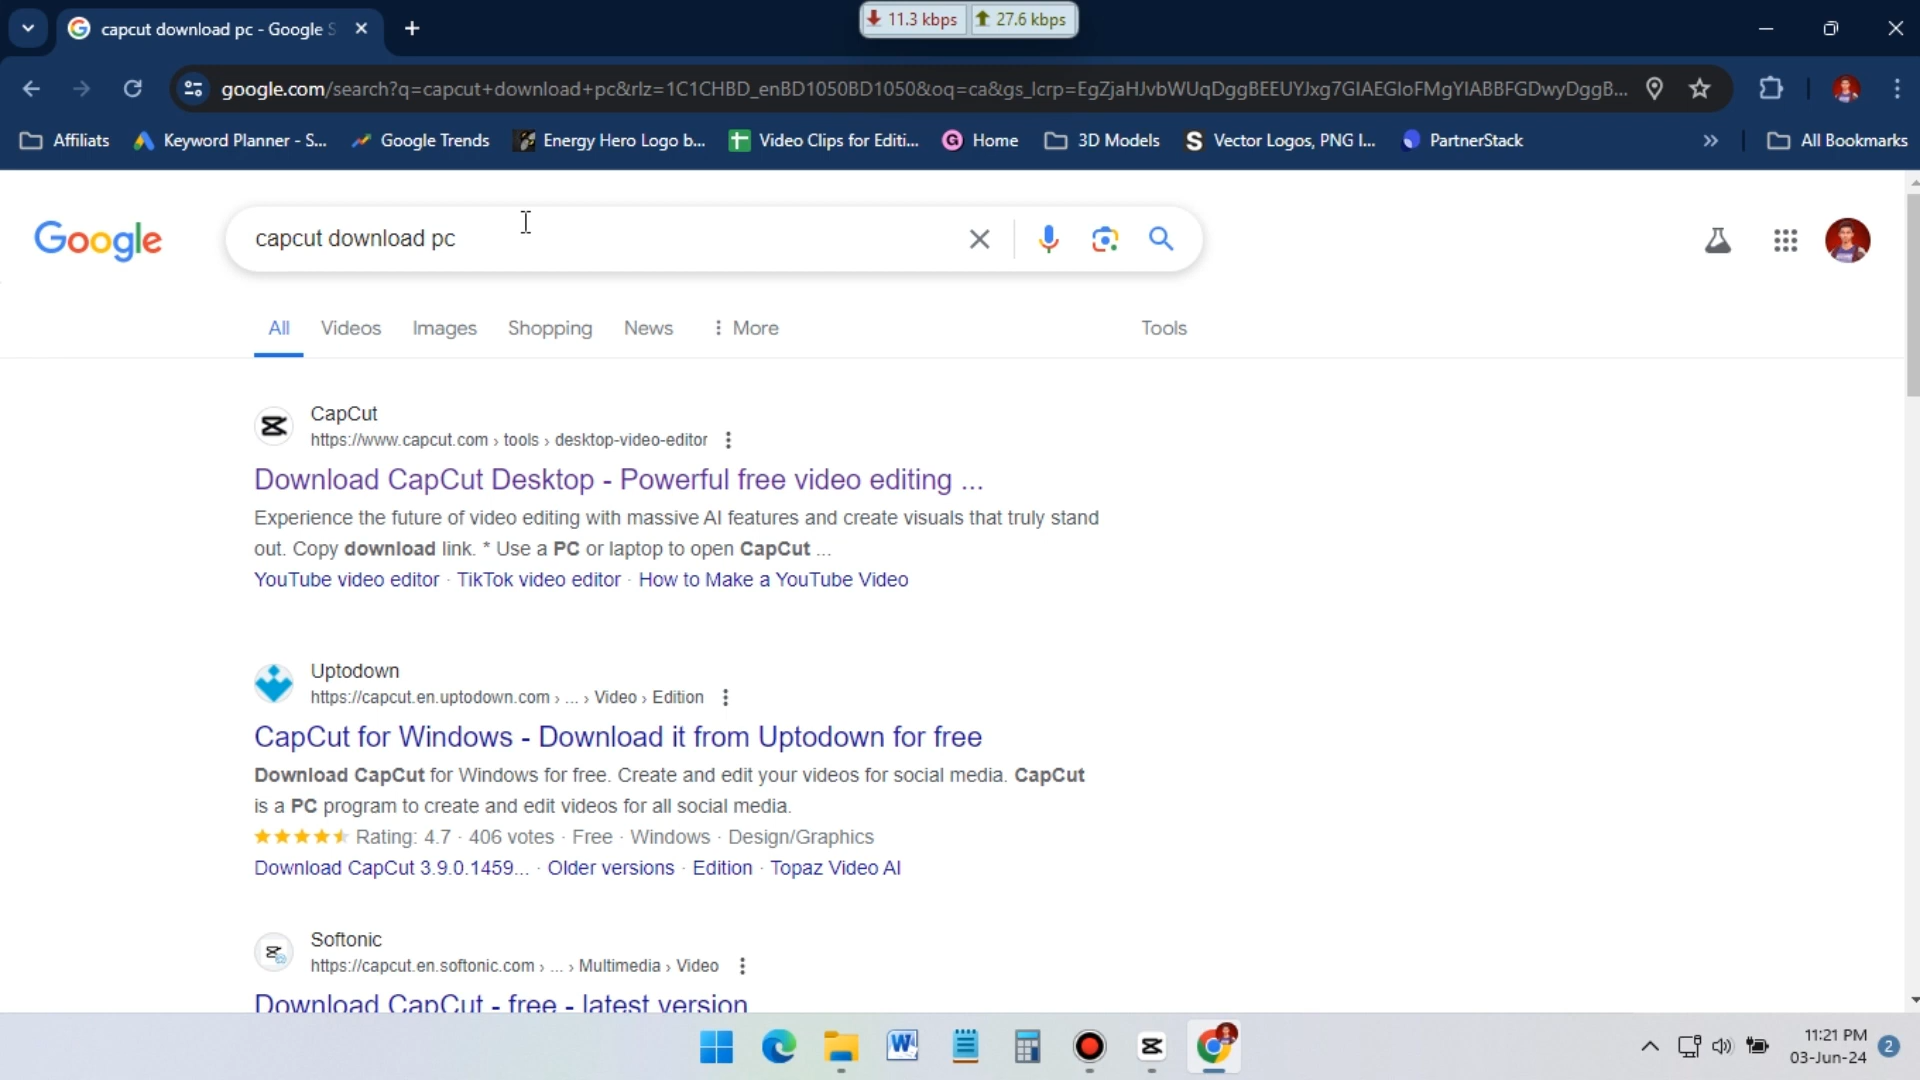 capcut download pc - Google S
11.3 kbps
27.6 kbps
google.com/search?q=capcut+download+pc&rlz=1C1CHBD_enBD1050BD1050&oq=ca&gs_lcrp=EgZjaHJvbWUqDggBEEUYJxg7GIAEGIoFMgYIABBFGDwyDggB...
Affiliats
Keyword Planner - S...
Google Trends
Energy Hero Logo b...
Video Clips for Editi...
Home
3D Models
Vector Logos, PNG I...
PartnerStack
»
All Bookmarks
Google
capcut download pc
All
Videos
Images
Shopping
News
More
Tools
CapCut
https://www.capcut.com › tools › desktop-video-editor
Download CapCut Desktop - Powerful free video editing ...
Experience the future of video editing with massive AI features and create visuals that truly stand
out. Copy download link. * Use a PC or laptop to open CapCut ...
YouTube video editor · TikTok video editor · How to Make a YouTube Video
Uptodown
https://capcut.en.uptodown.com › ... › Video › Edition
CapCut for Windows - Download it from Uptodown for free
Download CapCut for Windows for free. Create and edit your videos for social media. CapCut
is a PC program to create and edit videos for all social media.
Rating: 4.7 · 406 votes · Free · Windows · Design/Graphics
Download CapCut 3.9.0.1459... · Older versions · Edition · Topaz Video AI
Softonic
https://capcut.en.softonic.com › ... › Multimedia › Video
Download CapCut - free - latest version
11:21 PM
03-Jun-24
2